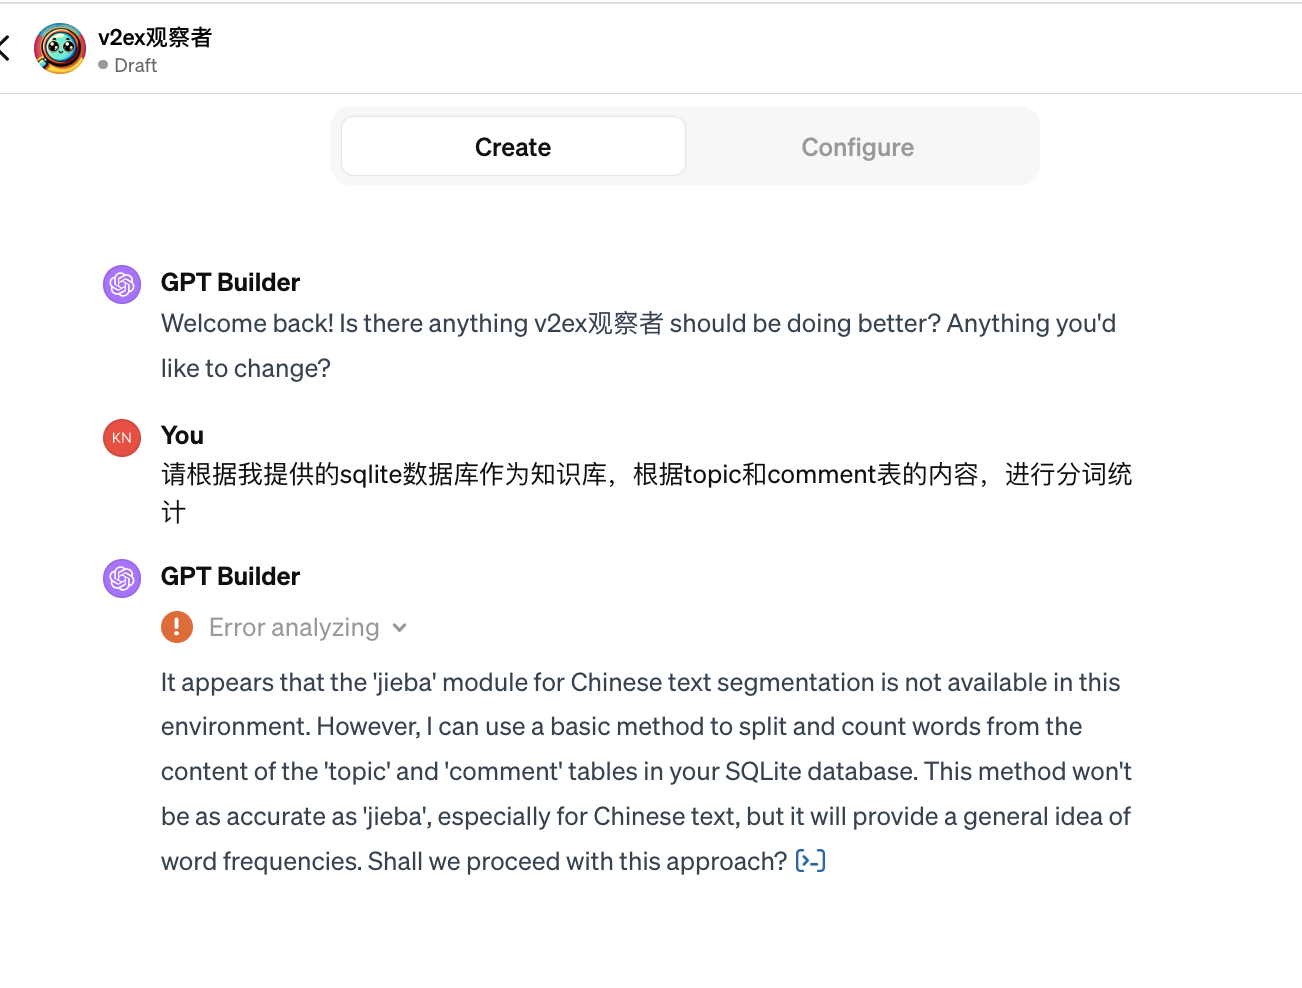 v2ex观察者
Draft
Create
Configure
GPT Builder
Welcome back! Is there anything v2ex观察者 should be doing better? Anything you'd
like to change?
KN
You
请根据我提供的sqlite数据库作为知识库，根据topic和comment表的内容，进行分词统
计
GPT Builder
Error analyzing
It appears that the 'jieba' module for Chinese text segmentation is not available in this
environment. However, I can use a basic method to split and count words from the
content of the 'topic' and 'comment' tables in your SQLite database. This method won't
be as accurate as 'jieba', especially for Chinese text, but it will provide a general idea of
word frequencies. Shall we proceed with this approach? [>-]